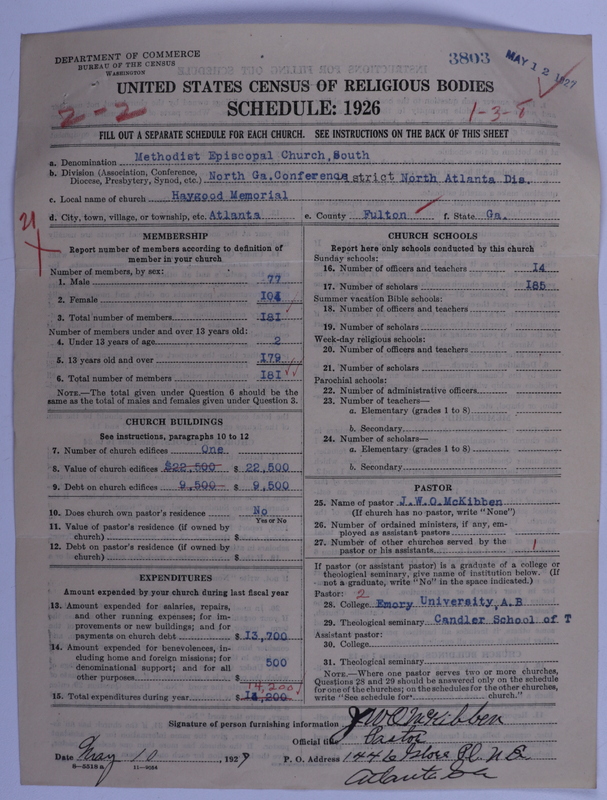 DEPARTMENT OF COMMERCE
BUREAU OF THE CENSUS
WASHINGTON
3803
MAY 12 1927
UNITED STATES CENSUS OF RELIGIOUS BODIES
SCHEDULE: 1926
2-2
1-3-8
FILL OUT A SEPARATE SCHEDULE FOR EACH CHURCH. SEE INSTRUCTIONS ON THE BACK OF THIS SHEET
a. Denomination Methodist Episcopal Church, South
b. Division (Association, Conference, Diocese, Presbytery, Synod, etc.) North Ga. Conference strict North Atlanta Dis.
c. Local name of church Haygood Memorial
d. City, town, village, or township, etc. Atlanta e. County Fulton f. State Ga.
21
MEMBERSHIP
Report number of members according to definition of
member in your church
Number of members, by sex:
1. Male 77
2. Female 104
3. Total number of members 181
Number of members under and over 13 years old:
4. Under 13 years of age 2
5. 13 years old and over 179
6. Total number of members 181
NOTE.—The total given under Question 6 should be
same as the total of males and females given under Question 3.
CHURCH BUILDINGS
See instructions, paragraphs 10 to 12
7. Number of church edifices One
8. Value of church edifices $22,500 $ 22,500
9. Debt on church edifices 9,500 $ 9,500
10. Does church own pastor's residence No
Yes or No
11. Value of pastor's residence (if owned by
church) $
12. Debt on pastor's residence (if owned by
church) $
EXPENDITURES
Amount expended by your church during last fiscal year
13. Amount expended for salaries, repairs,
and other running expenses; for im-
provements or new buildings; and for
payments on church debt $ 13,700
14. Amount expended for benevolences, in-
cluding home and foreign missions; for
denominational support; and for all
other purposes 500
14,200
15. Total expenditures during year $ 14,200
CHURCH SCHOOLS
Report here only schools conducted by this church
Sunday schools:
16. Number of officers and teachers 14
17. Number of scholars 185
Summer vacation Bible schools:
18. Number of officers and teachers
19. Number of scholars
Week-day religious schools:
20. Number of officers and teachers
21. Number of scholars
Parochial schools:
22. Number of administrative officers
23. Number of teachers—
a. Elementary (grades 1 to 8)
b. Secondary
24. Number of scholars—
a. Elementary (grades 1 to 8)
b. Secondary
PASTOR
25. Name of pastor J.W.O.McKibben
(If church has no pastor, write "None")
26. Number of ordained ministers, if any, em-
ployed as assistant pastors
27. Number of other churches served by the
pastor or his assistants 1
If pastor (or assistant pastor) is a graduate of a college or
theological seminary, give name of institution below. (If
not a graduate, write "No" in the space indicated.)
Pastor: 2
28. College Emory University, A.B
29. Theological seminary Candler School of T
Assistant pastor:
30. College
31. Theological seminary
NOTE.—Where one pastor serves two or more churches,
Questions 28 and 29 should be answered only on the schedule
for one of the churches; on the schedules for the other churches,
write "See schedule for church."
Signature of person furnishing information J W O McKibben
Official title Pastor
Date May 10 192 P. O. Address 1446 N.E.
8-5518 a 11-9664
Atlanta Ga